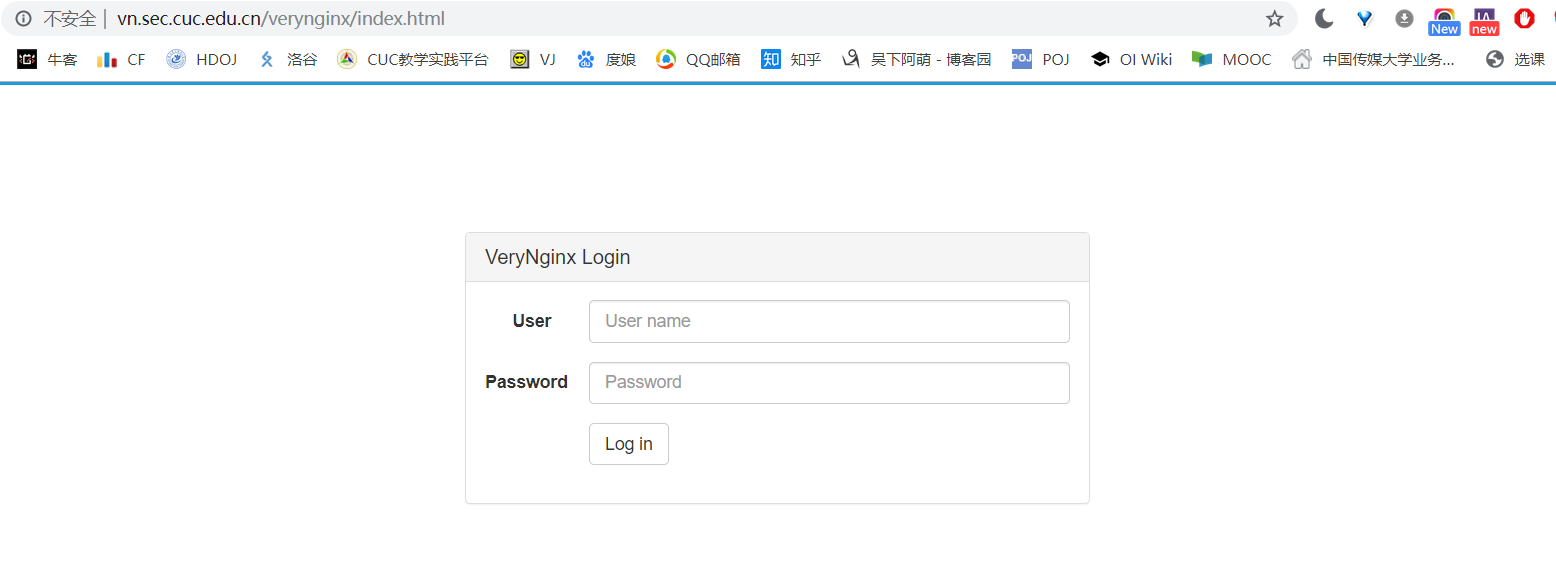 不安全 | vn.sec.cuc.edu.cn/verynginx/index.html
New new
牛客 CF HDOJ 洛谷 CUC教学实践平台 VJ 度娘 QQ邮箱 知 知乎 吴下阿萌 - 博客园 POJ POJ OI Wiki MOOC 中国传媒大学业务... 选课
VeryNginx Login
User User name
Password Password
Log in